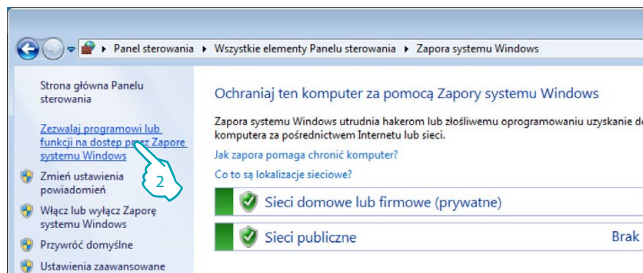 Panel sterowania ▸ Wszystkie elementy Panelu sterowania ▸ Zapora systemu Windows
Strona główna Panelu
sterowania
Zezwalaj programowi lub
funkcji na dostęp przez Zaporę
systemu Windows
2
Zmień ustawienia
powiadomień
Włącz lub wyłącz Zaporę
systemu Windows
Przywróć domyślne
Ustawienia zaawansowane
Ochraniaj ten komputer za pomocą Zapory systemu Windows
Zapora systemu Windows utrudnia hakerom lub złośliwemu oprogramowaniu uzyskanie
komputera za pośrednictwem Internetu lub sieci.
Jak zapora pomaga chronić komputer?
Co to są lokalizacje sieciowe?
Sieci domowe lub firmowe (prywatne)
Sieci publiczne Brak